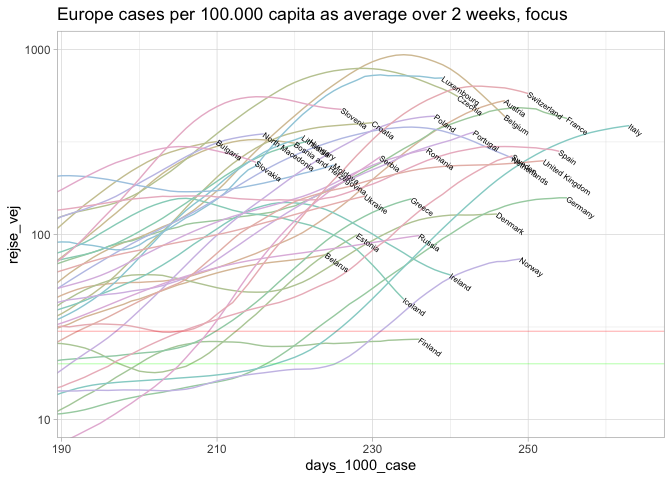 Europe cases per 100.000 capita as average over 2 weeks, focus
rejse_vej
1000
100
10
Luxembourg
Czechia
Switzerland
Austria
Belgium
France
Italy
Slovenia
Croatia
Poland
Portugal
Bulgaria
North Macedonia
Slovakia
Lithuania
Bosnia and Herzegovina
Moldova
Serbia
Romania
Spain
United Kingdom
Ukraine
Greece
Germany
Denmark
Estonia
Russia
Belarus
Ireland
Norway
Iceland
Finland
190
210
230
250
days_1000_case